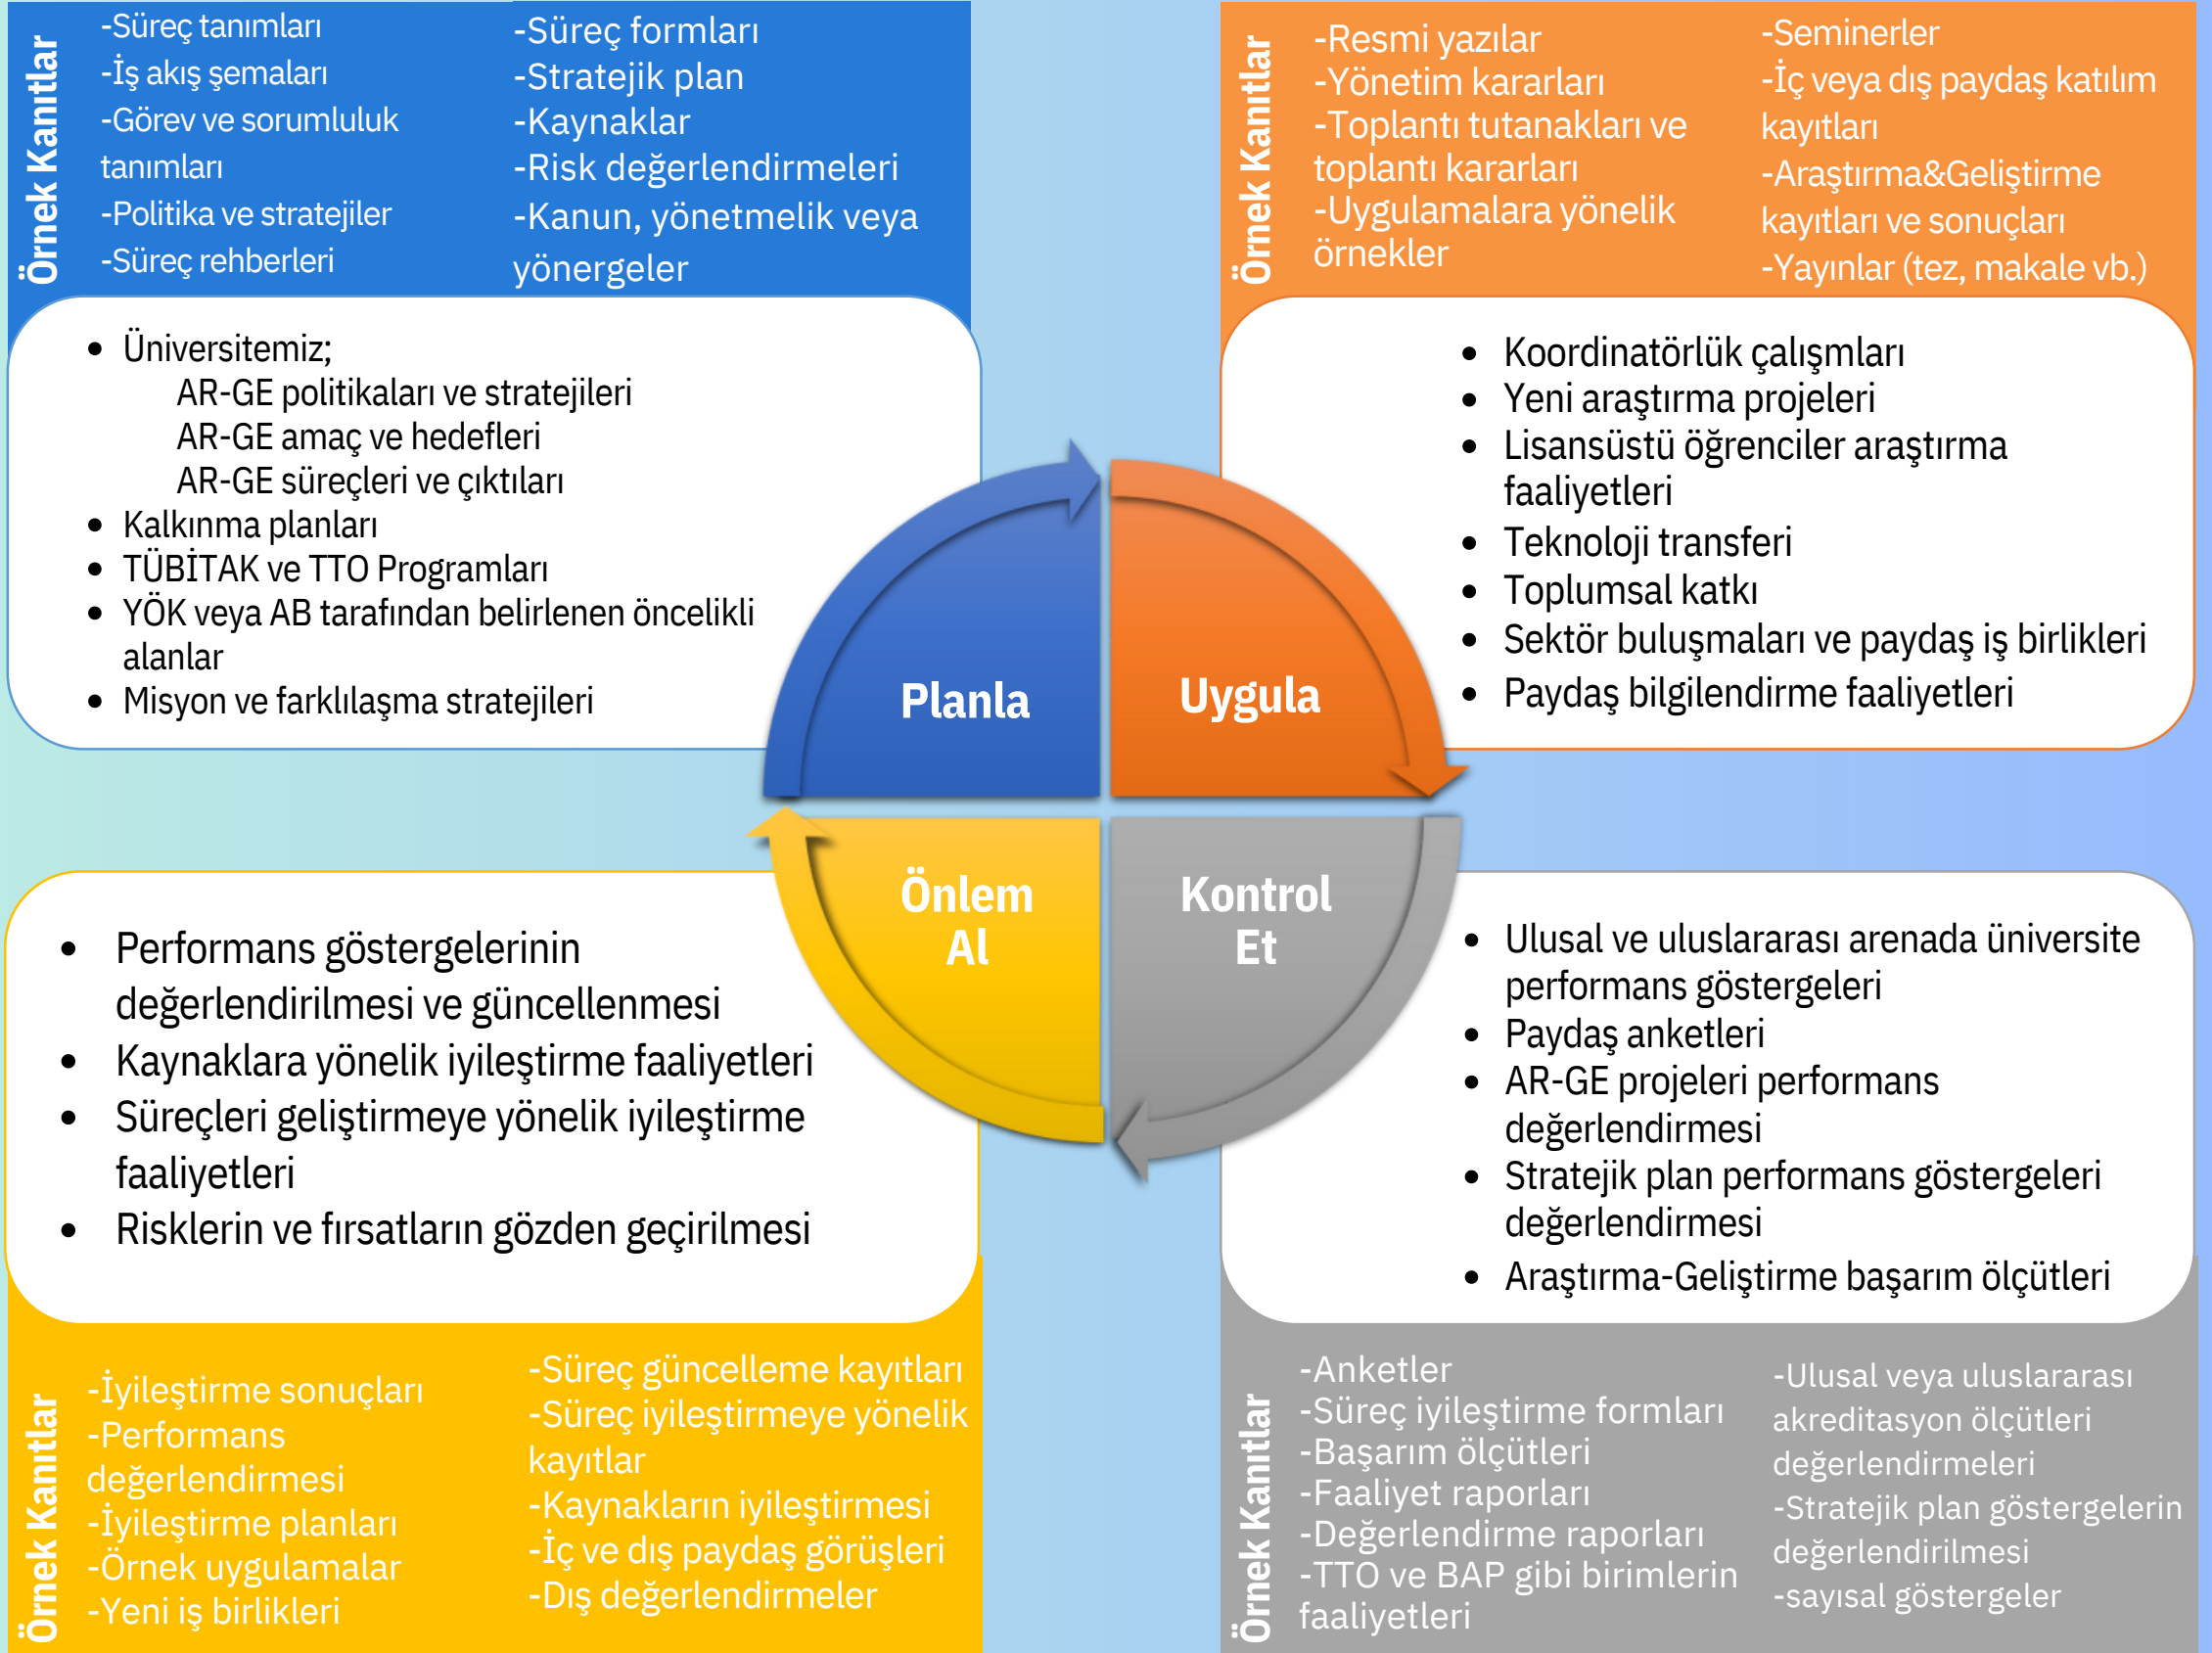 Örnek Kanıtlar
-Süreç tanımları
-İş akış şemaları
-Görev ve sorumluluk
tanımları
-Politika ve stratejiler
-Süreç rehberleri
-Süreç formları
-Stratejik plan
-Kaynaklar
-Risk değerlendirmeleri
-Kanun, yönetmelik veya
yönergeler
• Üniversitemiz;
AR-GE politikaları ve stratejileri
AR-GE amaç ve hedefleri
AR-GE süreçleri ve çıktıları
• Kalkınma planları
• TÜBİTAK ve TTO Programları
• YÖK veya AB tarafından belirlenen öncelikli
alanlar
• Misyon ve farklılaşma stratejileri
Planla
Örnek Kanıtlar
-Resmi yazılar
-Yönetim kararları
-Toplantı tutanakları ve
toplantı kararları
-Uygulamalara yönelik
örnekler
-Seminerler
-İç veya dış paydaş katılım
kayıtları
-Araştırma&Geliştirme
kayıtları ve sonuçları
-Yayınlar (tez, makale vb.)
• Koordinatörlük çalışmları
• Yeni araştırma projeleri
• Lisansüstü öğrenciler araştırma
faaliyetleri
• Teknoloji transferi
• Toplumsal katkı
• Sektör buluşmaları ve paydaş iş birlikleri
• Paydaş bilgilendirme faaliyetleri
Uygula
Önlem
Al
• Performans göstergelerinin
değerlendirilmesi ve güncellenmesi
• Kaynaklara yönelik iyileştirme faaliyetleri
• Süreçleri geliştirmeye yönelik iyileştirme
faaliyetleri
• Risklerin ve fırsatların gözden geçirilmesi
Örnek Kanıtlar
-İyileştirme sonuçları
-Performans
değerlendirmesi
-İyileştirme planları
-Örnek uygulamalar
-Yeni iş birlikleri
-Süreç güncelleme kayıtları
-Süreç iyileştirmeye yönelik
kayıtlar
-Kaynakların iyileştirmesi
-İç ve dış paydaş görüşleri
-Dış değerlendirmeler
Kontrol
Et
• Ulusal ve uluslararası arenada üniversite
performans göstergeleri
• Paydaş anketleri
• AR-GE projeleri performans
değerlendirmesi
• Stratejik plan performans göstergeleri
değerlendirmesi
• Araştırma-Geliştirme başarım ölçütleri
Örnek Kanıtlar
-Anketler
-Süreç iyileştirme formları
-Başarım ölçütleri
-Faaliyet raporları
-Değerlendirme raporları
-TTO ve BAP gibi birimlerin
faaliyetleri
-Ulusal veya uluslararası
akreditasyon ölçütleri
değerlendirmeleri
-Stratejik plan göstergelerin
değerlendirilmesi
-sayısal göstergeler